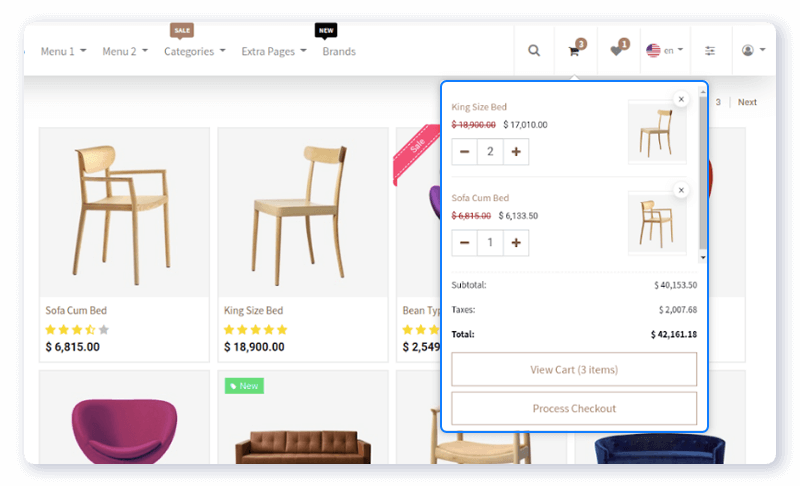 SALE
NEW
Menu 1
Menu 2
Categories
Extra Pages
Brands
3
1
en
3
Next
King Size Bed
$ 18,900.00 $ 17,010.00
2
Sofa Cum Bed
$ 6,815.00 $ 6,133.50
1
Subtotal: $ 40,153.50
Taxes: $ 2,007.68
Total: $ 42,161.18
View Cart (3 items)
Process Checkout
Sofa Cum Bed
$ 6,815.00
King Size Bed
$ 18,900.00
Sale
Bean
$ 2,549
New